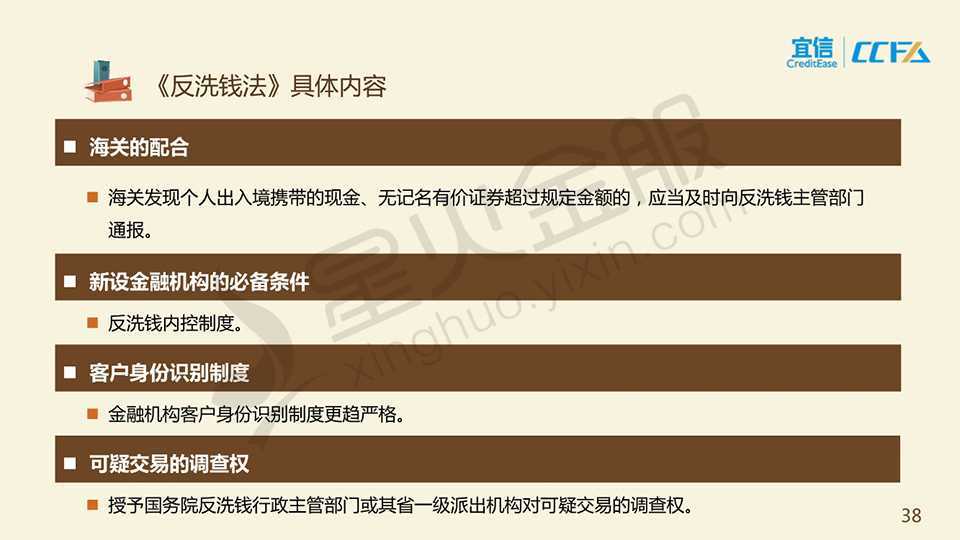 宜信
CreditEase
CCFA
《反洗钱法》具体内容
海关的配合
海关发现个人出入境携带的现金、无记名有价证券超过规定金额的，应当及时向反洗钱主管部门
通报。
新设金融机构的必备条件
反洗钱内控制度。
客户身份识别制度
金融机构客户身份识别制度更趋严格。
可疑交易的调查权
授予国务院反洗钱行政主管部门或其省一级派出机构对可疑交易的调查权。
星火金服
xinghuo.yixin.com
38